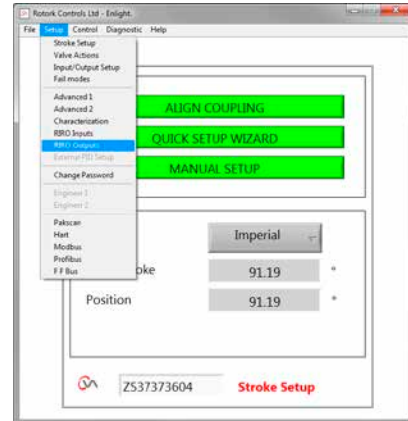 Rotork Controls Ltd - Enlight.
File Setup Control Diagnostic Help
Stroke Setup
Valve Actions
Input/Output Setup
Fail modes
Advanced 1
Advanced 2
Characterization
RIRO Inputs
RIRO Outputs
External PID Setup
Change Password
Engineer 1
Engineer 2
Pakscan
Hart
Modbus
Profibus
F F Bus
ALIGN COUPLING
QUICK SETUP WIZARD
MANUAL SETUP
Imperial
oke 91.19 °
Position 91.19 °
ZS37373604 Stroke Setup